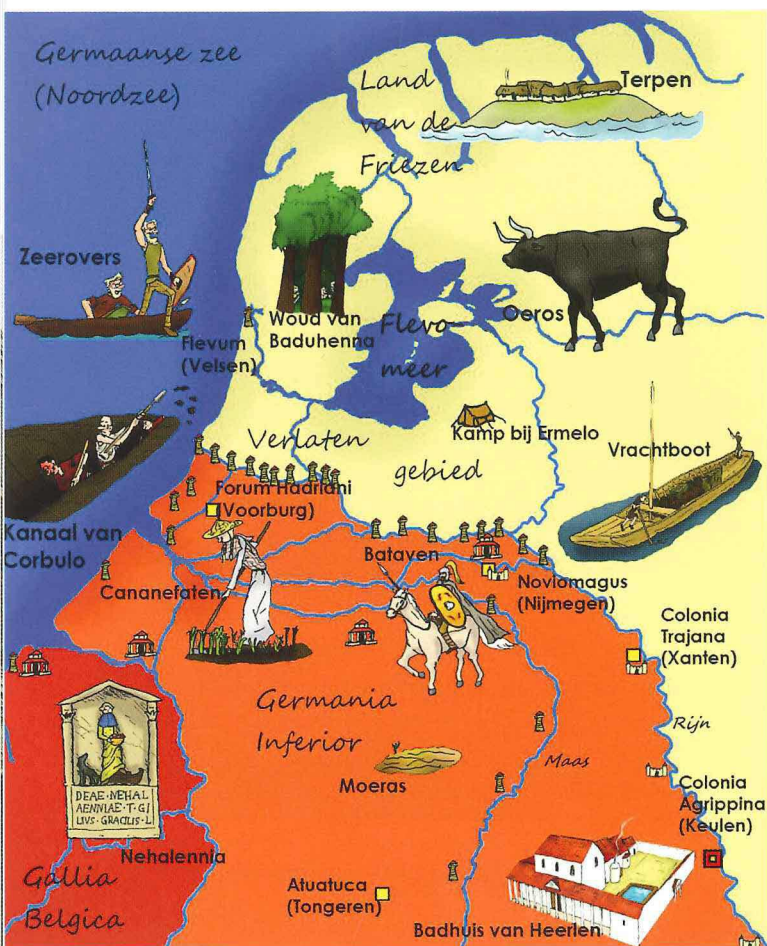 Germaanse zee
(Noordzee)
Land
van de
Friezen
Terpen
Zeerovers
Oeros
Woud van
Baduhenna
Flevo
meer
Flevum
(Velsen)
Kamp bij Ermelo
Verlaten
gebied
Vrachtboot
Forum Hadriani
(Voorburg)
Kanaal van
Corbulo
Bataven
Cananefaten
Noviomagus
(Nijmegen)
Colonia
Trajana
(Xanten)
Germania
Inferior
Rijn
Maas
Moeras
DEAE·NEHAL
AENNIAE·T·GI
LIVS·GRACILIS·L
Colonia
Agrippina
(Keulen)
Nehalennia
Gallia
Belgica
Atuatuca
(Tongeren)
Badhuis van Heerlen